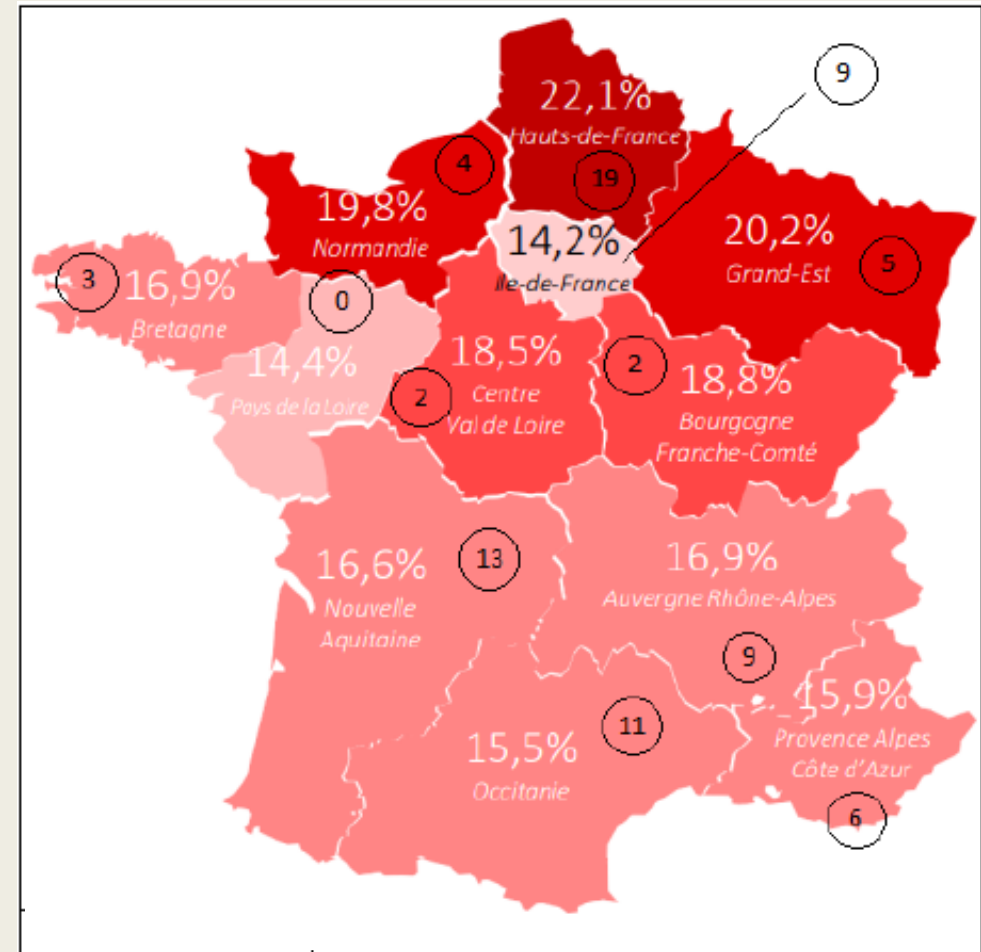 9
22,1%
Hauts-de-France
19
4
19,8%
Normandie
14,2%
Ile-de-France
20,2%
Grand-Est
5
3
16,9%
Bretagne
0
14,4%
Pays de la Loire
2
18,5%
Centre
Val de Loire
2
18,8%
Bourgogne
Franche-Comté
16,6%
Nouvelle
Aquitaine
13
16,9%
Auvergne Rhône-Alpes
9
15,9%
Provence Alpes
Côte d'Azur
6
15,5%
Occitanie
11